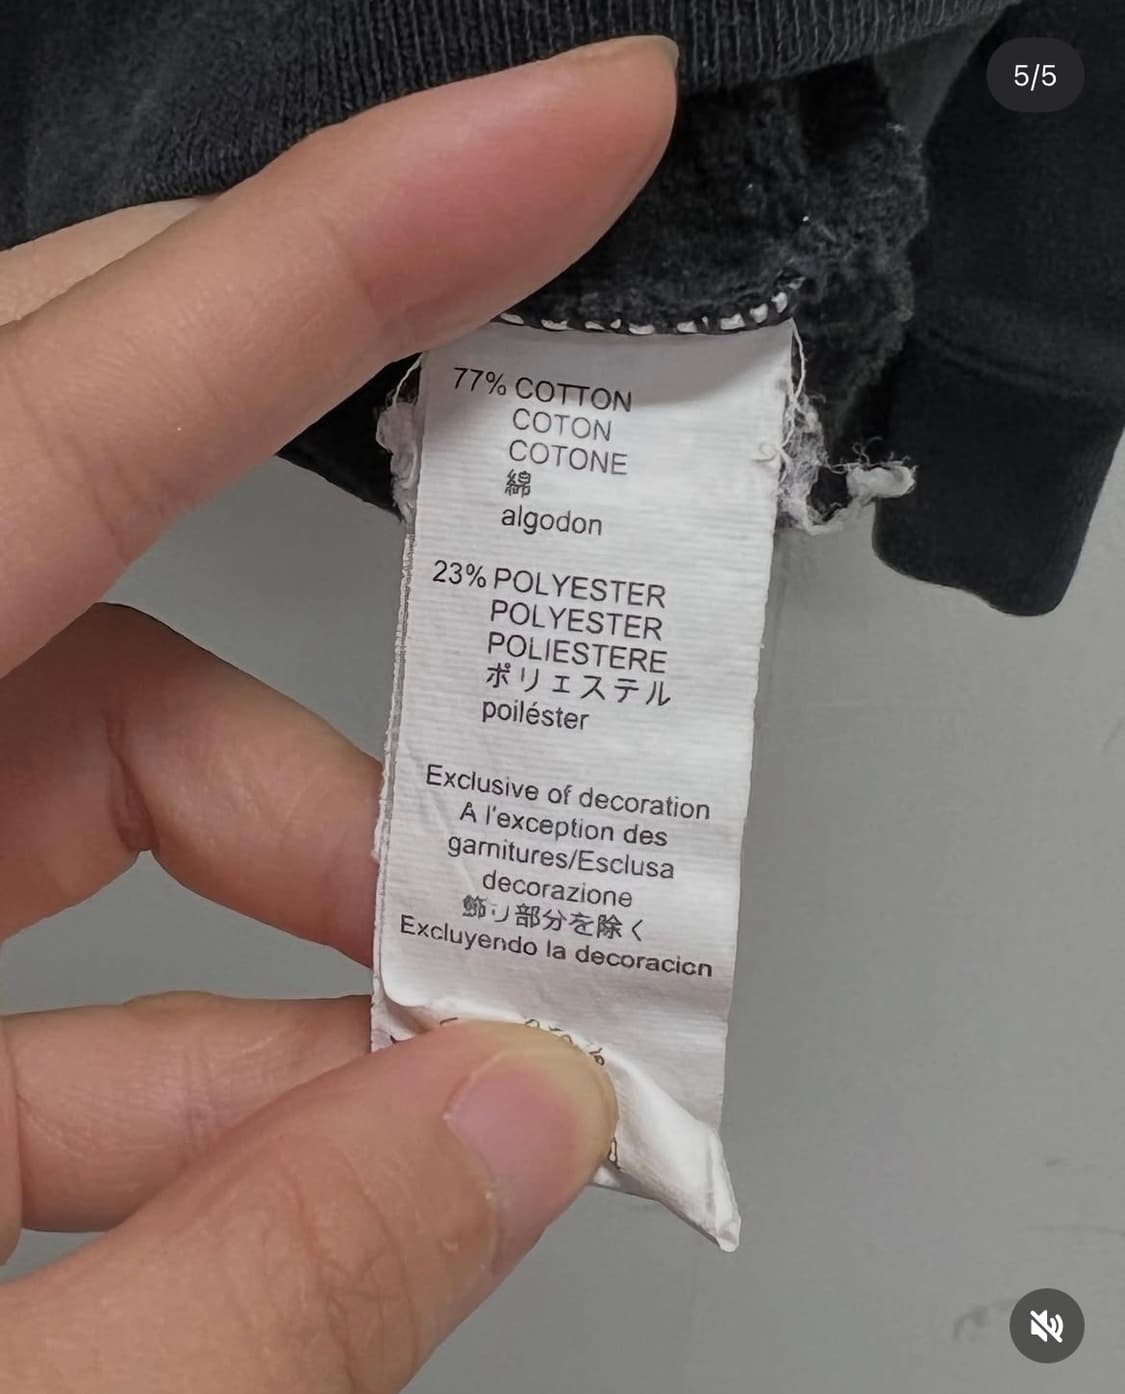 5/5
77% COTTON
COTON
COTONE
綿
algodon
23% POLYESTER
POLYESTER
POLIESTERE
ポリエステル
poiléster
Exclusive of decoration
A l'exception des
garnitures/Esclusa
decorazione
飾り部分を除く
Excluyendo la decoracion